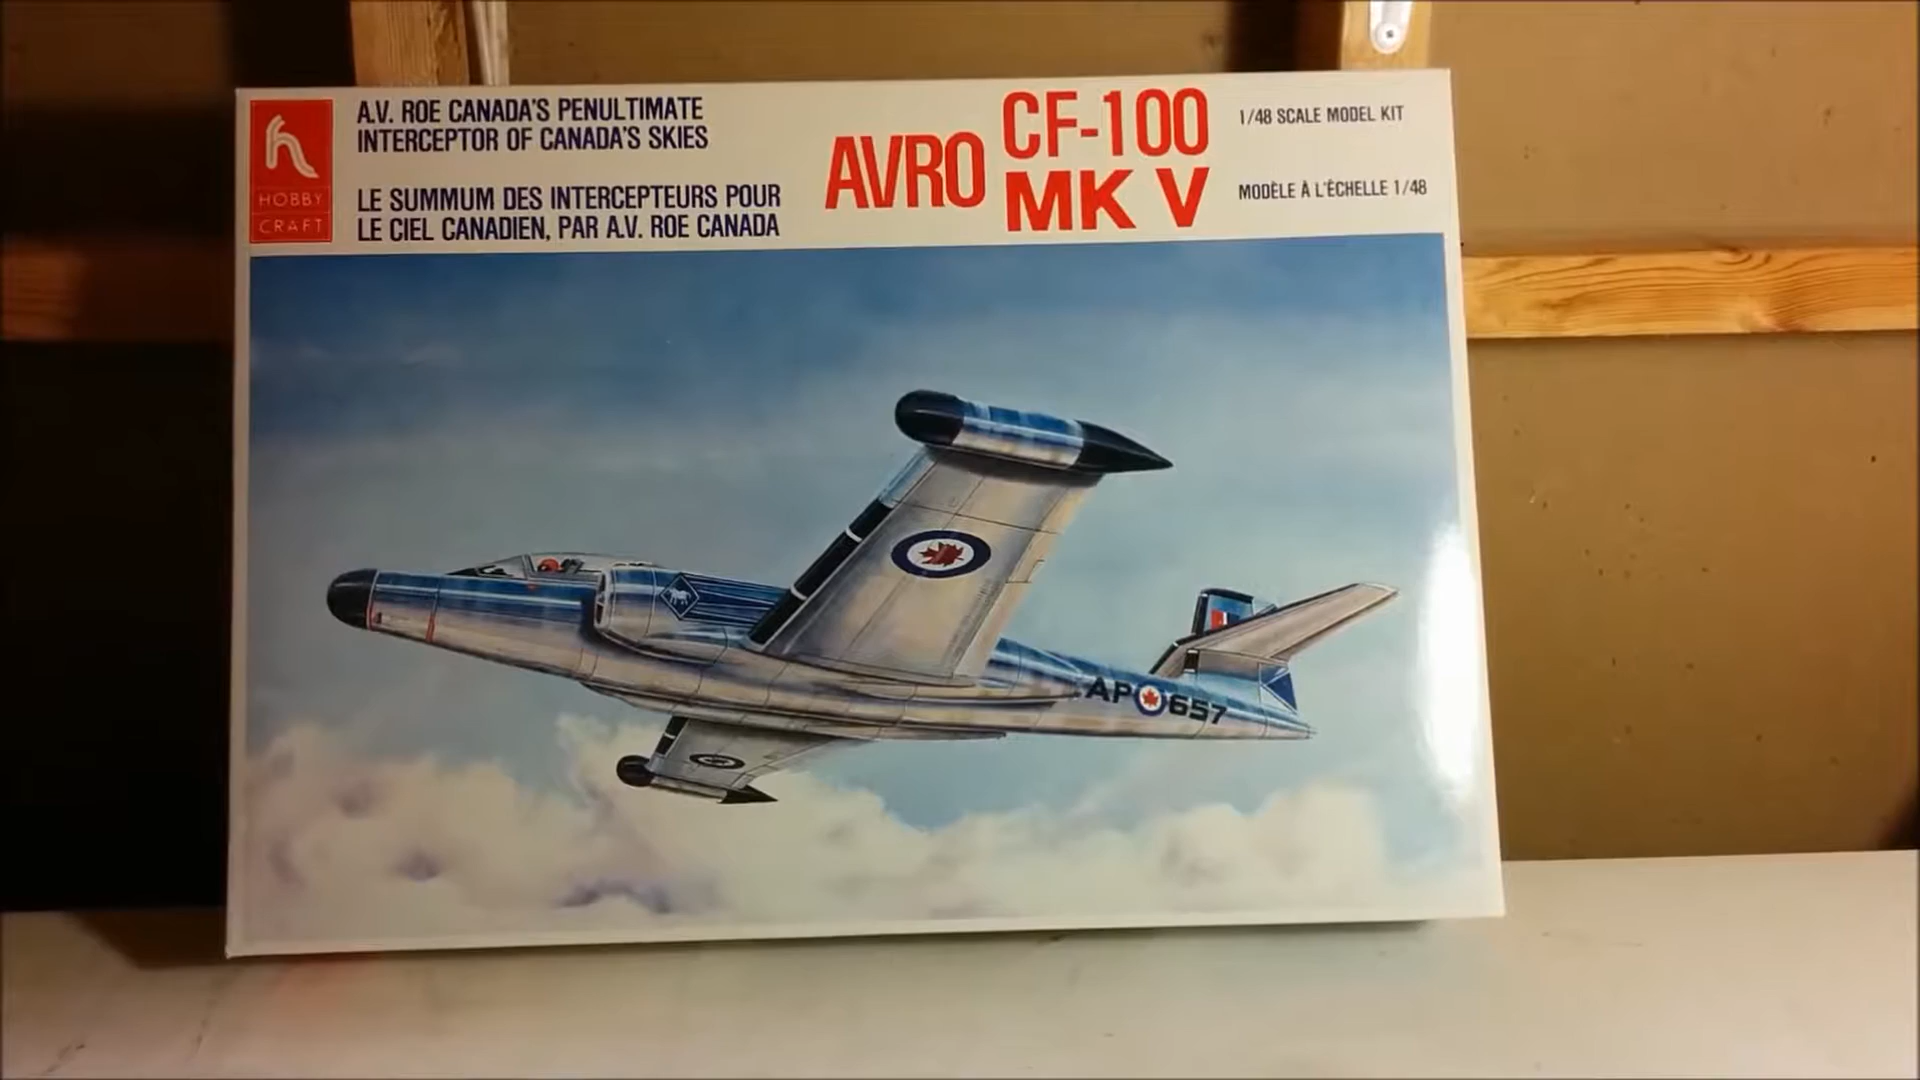 A.V. ROE CANADA'S PENULTIMATE
INTERCEPTOR OF CANADA'S SKIES
LE SUMMUM DES INTERCEPTEURS POUR
LE CIEL CANADIEN, PAR A.V. ROE CANADA
h
HOBBY
CRAFT
AVRO
CF-100
MK V
1/48 SCALE MODEL KIT
MODÈLE À L'ÉCHELLE 1/48
AP 657